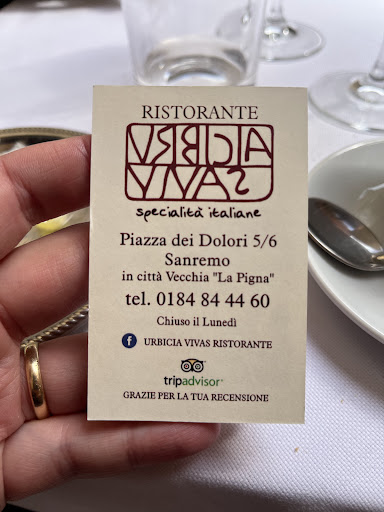 RISTORANTE
URBICIA
VIVAS
specialità italiane
Piazza dei Dolori 5/6
Sanremo
in città Vecchia "La Pigna"
tel. 0184 84 44 60
Chiuso il Lunedì
f URBICIA VIVAS RISTORANTE
tripadvisor
GRAZIE PER LA TUA RECENSIONE